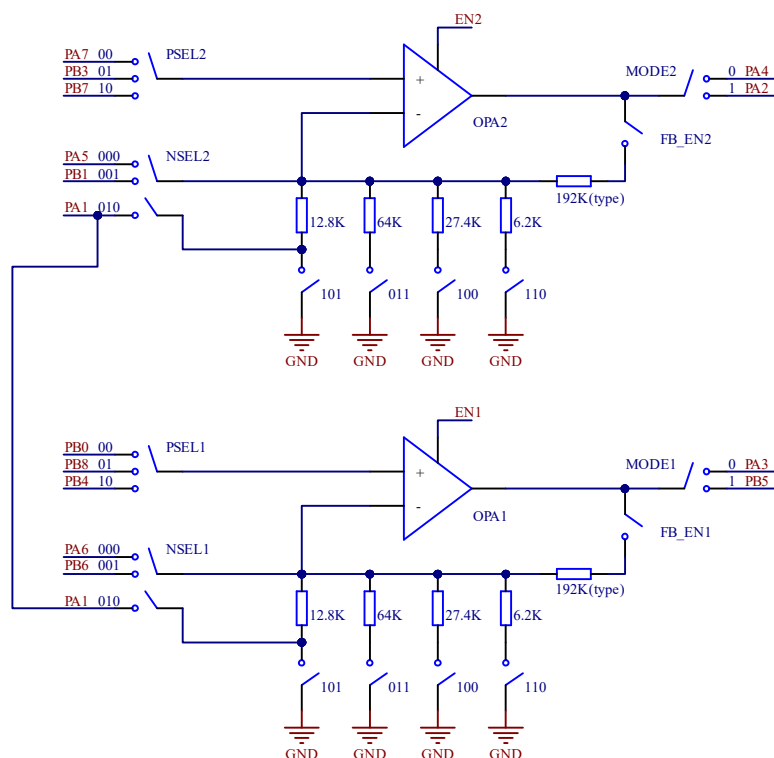 EN2
PA7 00
PSEL2
PB3 01
PB7 10
MODE2
0 PA4
1 PA2
+
-
OPA2
FB_EN2
PA5 000
NSEL2
PB1 001
192K(type)
PA1 010
12.8K
64K
27.4K
6.2K
101
011
100
110
GND
GND
GND
GND
EN1
PB0 00
PSEL1
PB8 01
PB4 10
MODE1
0 PA3
1 PB5
+
-
OPA1
FB_EN1
PA6 000
NSEL1
PB6 001
192K(type)
PA1 010
12.8K
64K
27.4K
6.2K
101
011
100
110
GND
GND
GND
GND